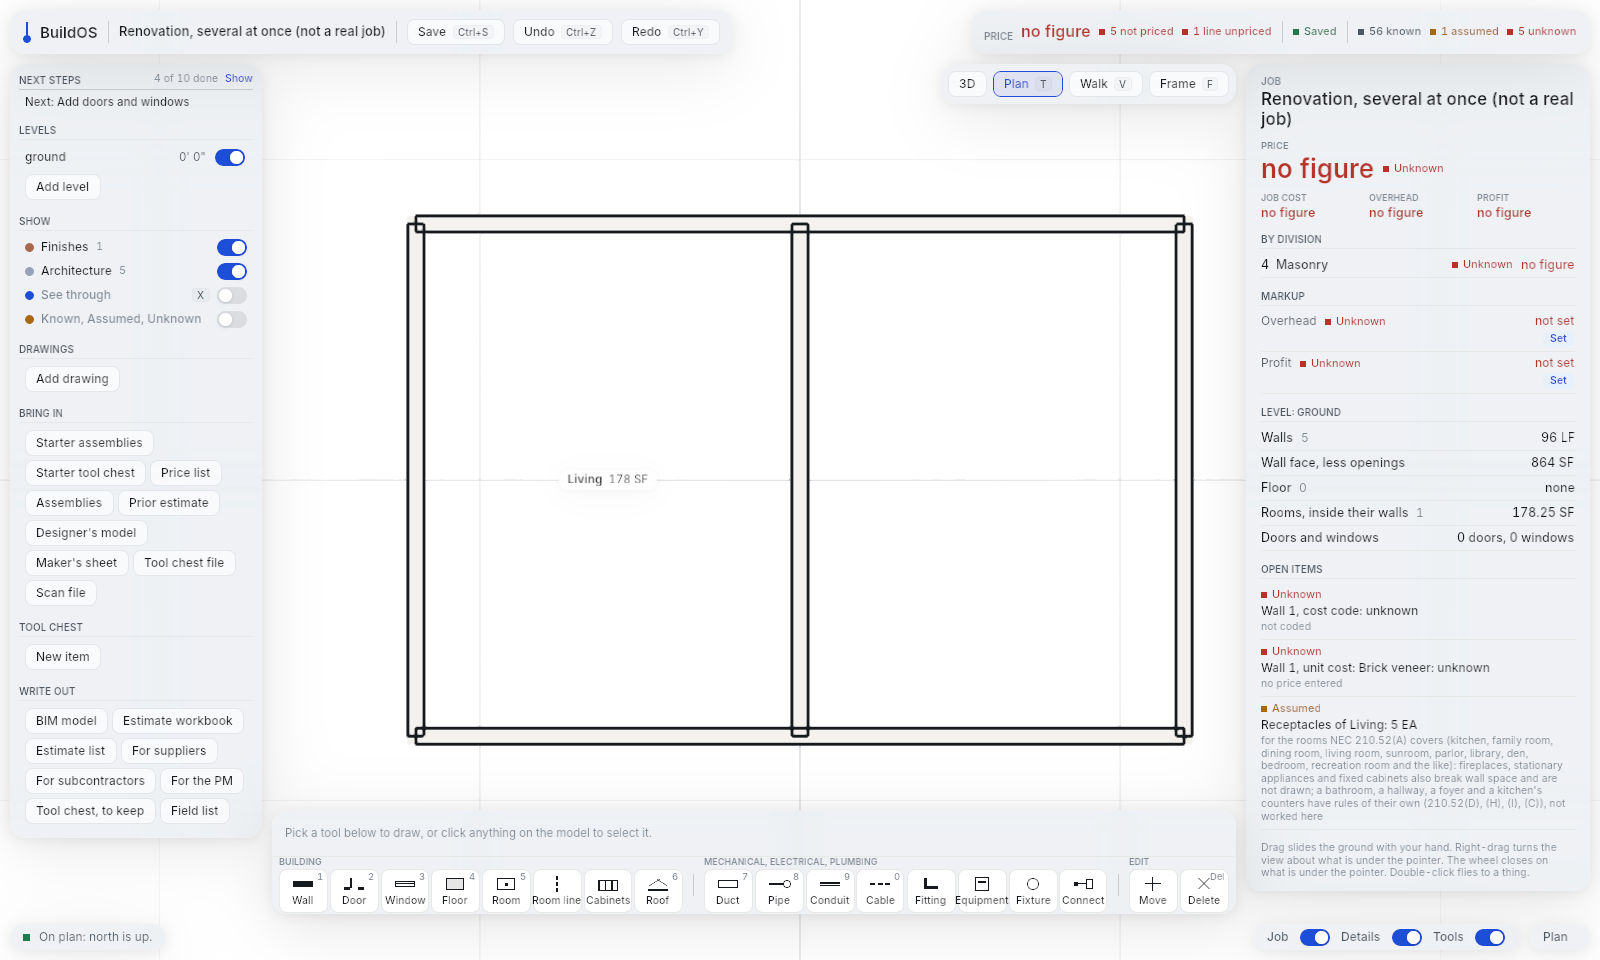 BuildOS
Renovation, several at once (not a real job)
Save Ctrl+S
Undo Ctrl+Z
Redo Ctrl+Y
PRICE no figure 5 not priced 1 line unpriced Saved 56 known 1 assumed 5 unknown
3D
Plan T
Walk V
Frame F
NEXT STEPS 4 of 10 done Show
Next: Add doors and windows
LEVELS
ground 0' 0"
Add level
SHOW
Finishes 1
Architecture 5
See through X
Known, Assumed, Unknown
DRAWINGS
Add drawing
BRING IN
Starter assemblies
Starter tool chest Price list
Assemblies Prior estimate
Designer's model
Maker's sheet Tool chest file
Scan file
TOOL CHEST
New item
WRITE OUT
BIM model Estimate workbook
Estimate list For suppliers
For subcontractors For the PM
Tool chest, to keep Field list
On plan: north is up.
Living 178 SF
Pick a tool below to draw, or click anything on the model to select it.
BUILDING
Wall 1
Door 2
Window 3
Floor 4
Room 5
Room line
Cabinets
Roof 6
MECHANICAL, ELECTRICAL, PLUMBING
Duct 7
Pipe 8
Conduit 9
Cable 0
Fitting
Equipment
Fixture
Connect
EDIT
Move
Delete Del
JOB
Renovation, several at once (not a real
job)
PRICE
no figure Unknown
JOB COST OVERHEAD PROFIT
no figure no figure no figure
BY DIVISION
4 Masonry Unknown no figure
MARKUP
Overhead Unknown not set
Set
Profit Unknown not set
Set
LEVEL: GROUND
Walls 5 96 LF
Wall face, less openings 864 SF
Floor 0 none
Rooms, inside their walls 1 178.25 SF
Doors and windows 0 doors, 0 windows
OPEN ITEMS
Unknown
Wall 1, cost code: unknown
not coded
Unknown
Wall 1, unit cost: Brick veneer: unknown
no price entered
Assumed
Receptacles of Living: 5 EA
for the rooms NEC 210.52(A) covers (kitchen, family room,
dining room, living room, sunroom, parlor, library, den,
bedroom, recreation room and the like): fireplaces, stationary
appliances and fixed cabinets also break wall space and are
not drawn; a bathroom, a hallway, a foyer and a kitchen's
counters have rules of their own (210.52(D), (H), (I), (C)), not
worked here
Drag slides the ground with your hand. Right-drag turns the
view about what is under the pointer. The wheel closes on
what is under the pointer. Double-click flies to a thing.
Job Details Tools Plan